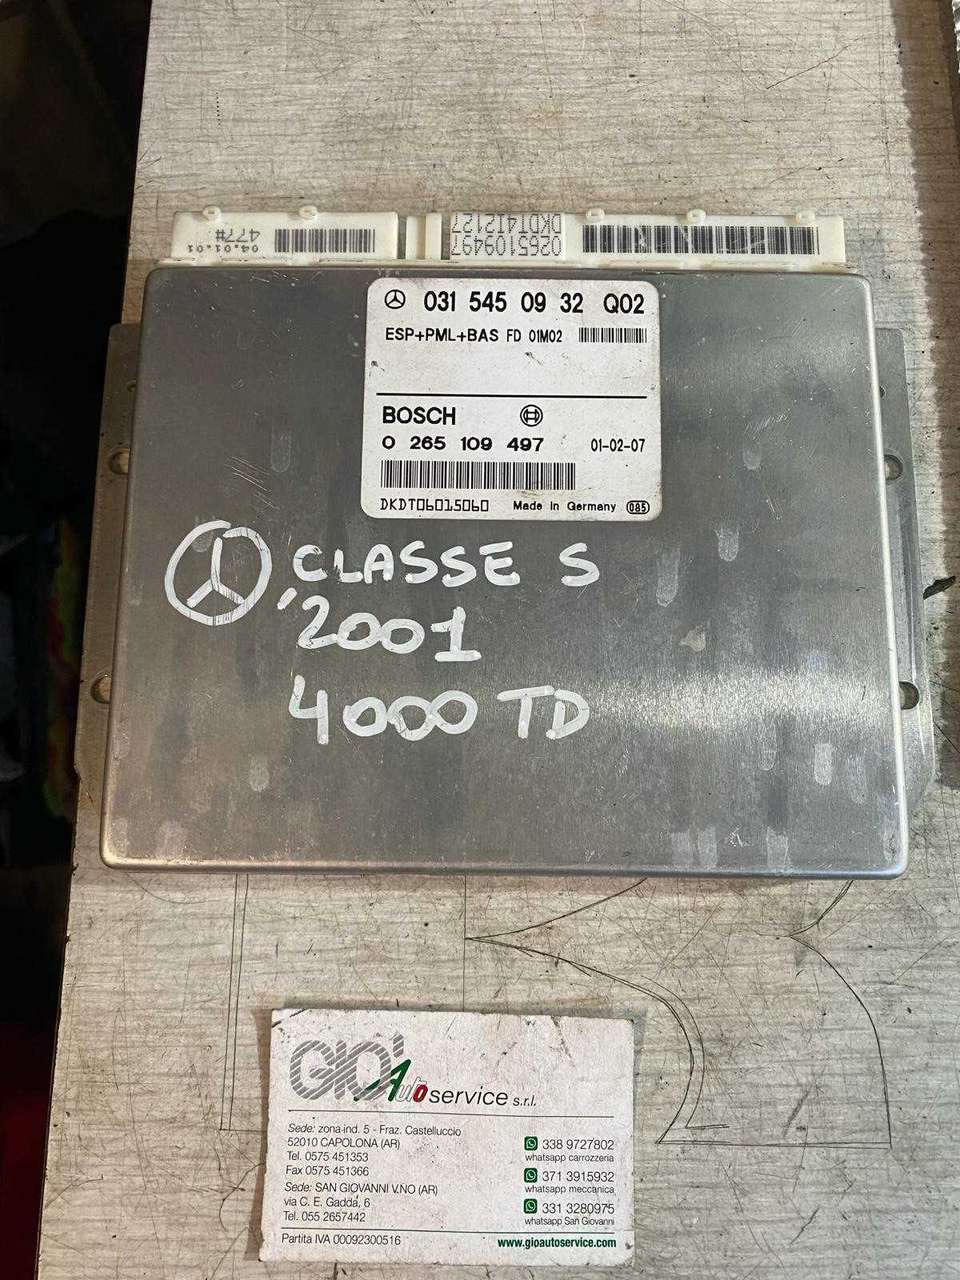 04.01.01
477#
0265109497
DKDT4I2127
031 545 09 32 Q02
ESP+PML+BAS FD 01M02
BOSCH
0 265 109 497 01-02-07
DKDT06015060 Made in Germany 085
CLASSE S
'2001
4000 TD
GIO' Autoservice s.r.l.
Sede: zona ind. 5 - Fraz. Castelluccio
52010 CAPOLONA (AR)
Tel. 0575 451353
Fax 0575 451366
Sede: SAN GIOVANNI V.NO (AR)
via C. E. Gadda, 6
Tel. 055 2657442
Partita IVA 00092300516
338 9727802
whatsapp carrozzeria
371 3915932
whatsapp meccanica
331 3280975
whatsapp San Giovanni
www.gioautoservice.com